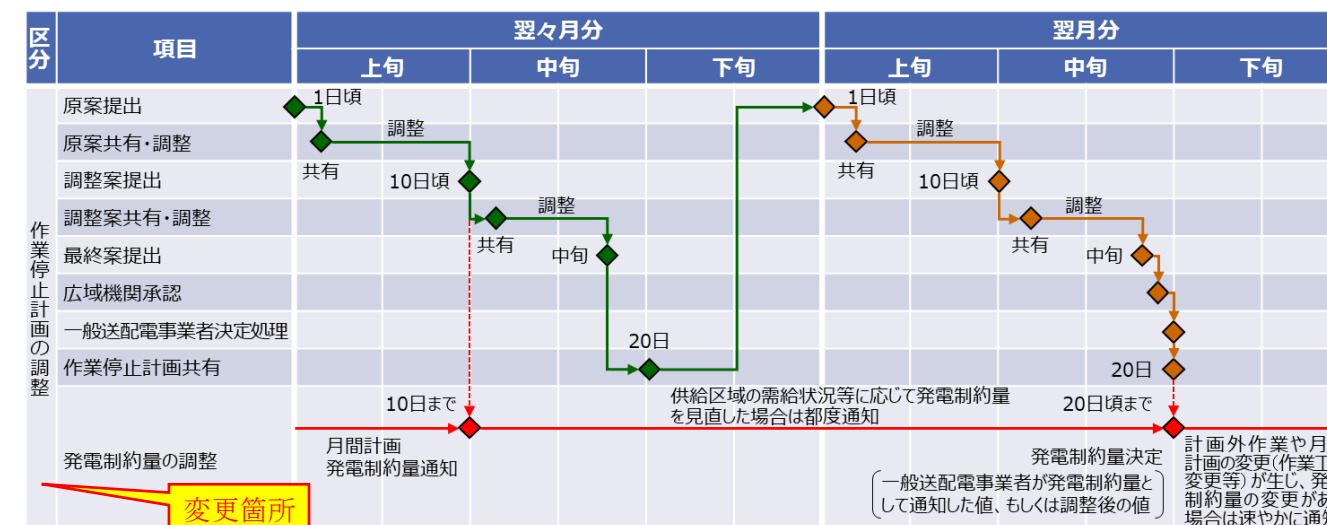 区分
項目
翌々月分
翌月分
上旬
中旬
下旬
上旬
中旬
下旬
作業停止計画の調整
原案提出
1日頃
1日頃
原案共有・調整
調整
調整
共有
共有
調整案提出
10日頃
10日頃
調整案共有・調整
調整
調整
共有
共有
最終案提出
中旬
中旬
広域機関承認
一般送配電事業者決定処理
20日
作業停止計画共有
20日
10日まで
供給区域の需給状況等に応じて発電制約量
を見直した場合は都度通知
20日頃まで
発電制約量の調整
月間計画
発電制約量通知
発電制約量決定
一般送配電事業者が発電制約量と
して通知した値、もしくは調整後の値
計画外作業や月
計画の変更(作業工
変更等)が生じ、発
制約量の変更があ
場合は速やかに通知
変更箇所